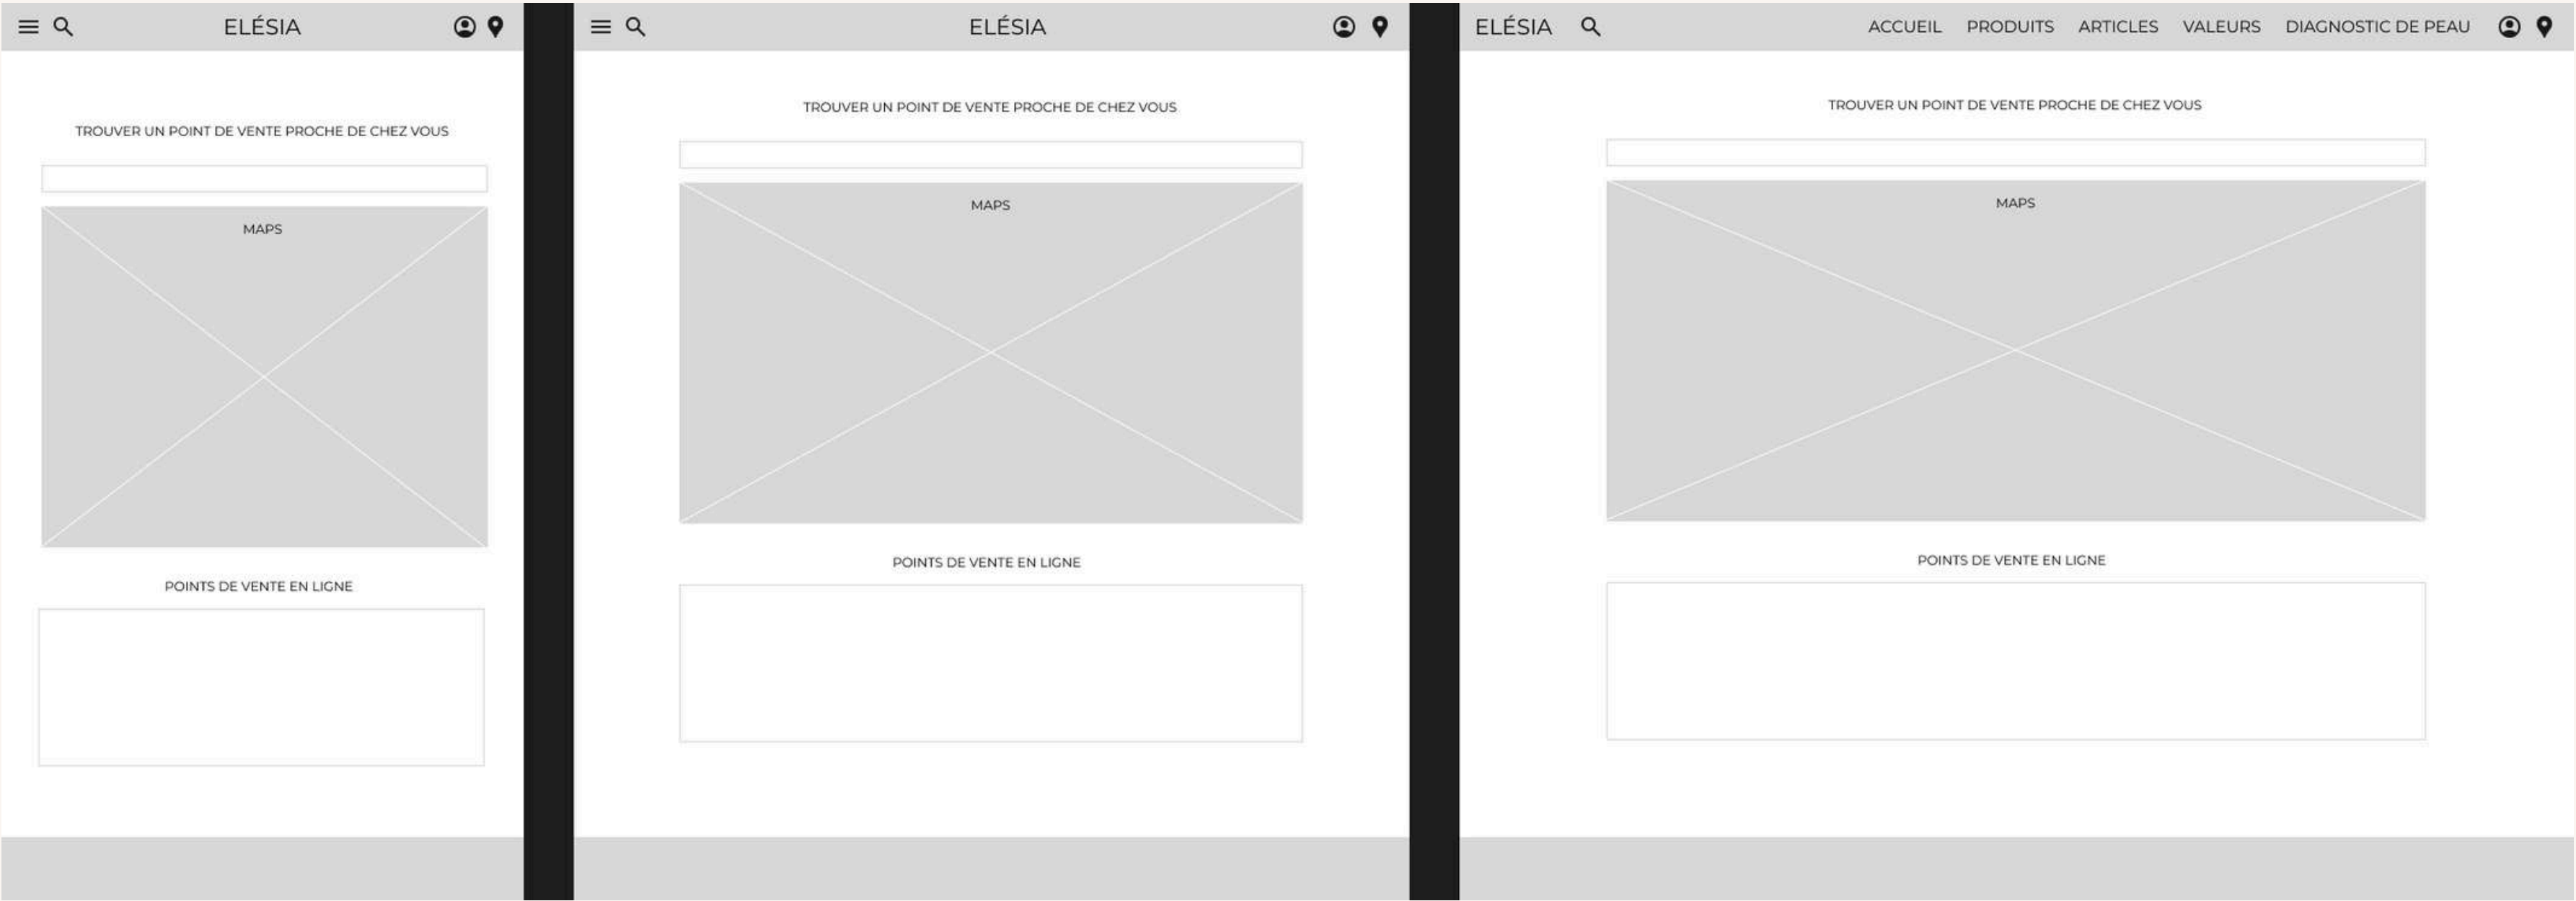 ELÉSIA
TROUVER UN POINT DE VENTE PROCHE DE CHEZ VOUS
MAPS
POINTS DE VENTE EN LIGNE
ELÉSIA
TROUVER UN POINT DE VENTE PROCHE DE CHEZ VOUS
MAPS
POINTS DE VENTE EN LIGNE
ELÉSIA ACCUEIL PRODUITS ARTICLES VALEURS DIAGNOSTIC DE PEAU
TROUVER UN POINT DE VENTE PROCHE DE CHEZ VOUS
MAPS
POINTS DE VENTE EN LIGNE